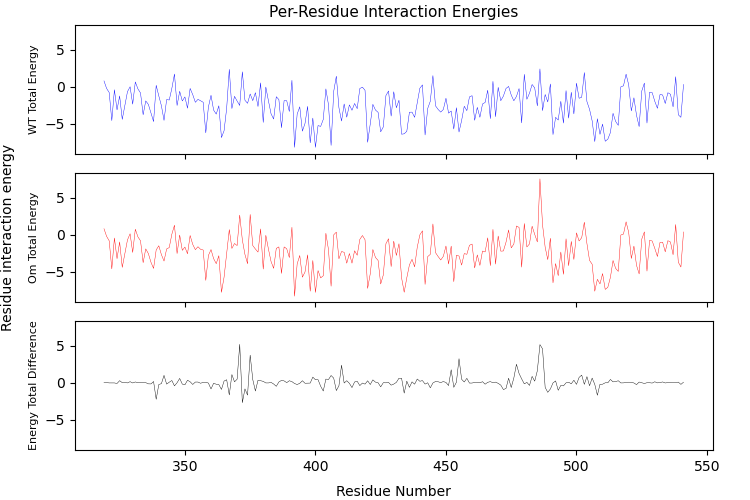 Per-Residue Interaction Energies
WT Total Energy
5
0
−5
Om Total Energy
5
0
−5
Residue interaction energy
Energy Total Difference
5
0
−5
350 400 450 500 550
Residue Number